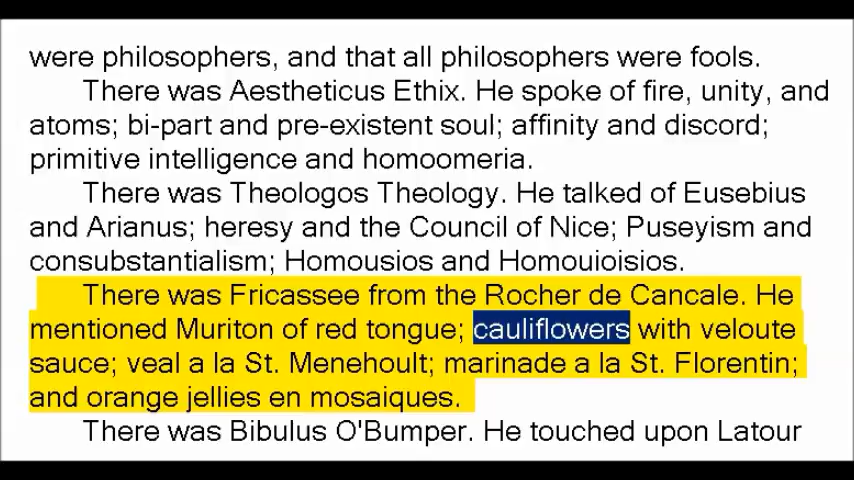 were philosophers, and that all philosophers were fools.
There was Aestheticus Ethix. He spoke of fire, unity, and
atoms; bi-part and pre-existent soul; affinity and discord;
primitive intelligence and homoomeria.
There was Theologos Theology. He talked of Eusebius
and Arianus; heresy and the Council of Nice; Puseyism and
consubstantialism; Homousios and Homouioisios.
There was Fricassee from the Rocher de Cancale. He
mentioned Muriton of red tongue; cauliflowers with veloute
sauce; veal a la St. Menehoult; marinade a la St. Florentin;
and orange jellies en mosaiques.
There was Bibulus O'Bumper. He touched upon Latour